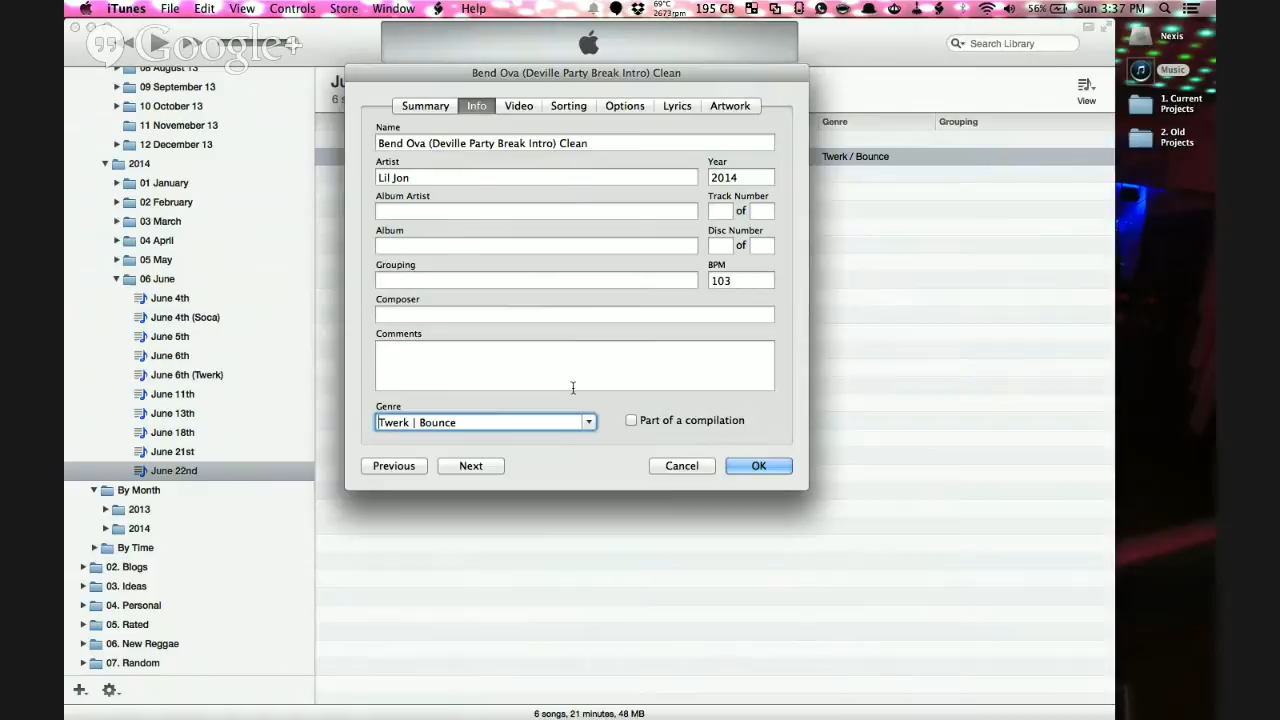 iTunes File Edit View Controls Store Window Help 69°C 2673rpm 195 GB 56% Sun 3:37 PM
Google+
Search Library
Nexis
Music
1. Current Projects
2. Old Projects
View
09 September 13
10 October 13
11 Novemeber 13
12 December 13
2014
01 January
02 February
03 March
04 April
05 May
06 June
June 4th
June 4th (Soca)
June 5th
June 6th
June 6th (Twerk)
June 11th
June 13th
June 18th
June 21st
June 22nd
By Month
2013
2014
By Time
02. Blogs
03. Ideas
04. Personal
05. Rated
06. New Reggae
07. Random
Bend Ova (Deville Party Break Intro) Clean
Summary Info Video Sorting Options Lyrics Artwork
Name
Bend Ova (Deville Party Break Intro) Clean
Artist Year
Lil Jon 2014
Album Artist Track Number
of
Album Disc Number
of
Grouping BPM
103
Composer
Comments
Genre
Twerk | Bounce Part of a compilation
Previous Next Cancel OK
Genre Grouping
Twerk / Bounce
6 songs, 21 minutes, 48 MB